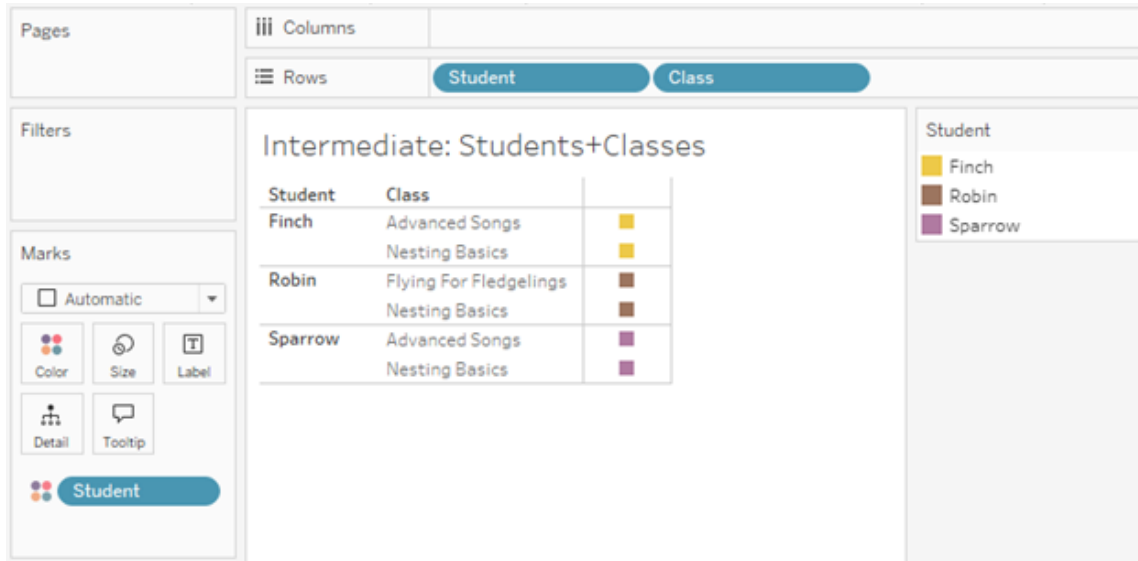 Pages
Columns
Rows Student Class
Filters
Intermediate: Students+Classes
Student Class
Finch Advanced Songs
Nesting Basics
Robin Flying For Fledgelings
Nesting Basics
Sparrow Advanced Songs
Nesting Basics
Marks
Automatic
Color Size T Label
Detail Tooltip
Student
Student
Finch
Robin
Sparrow